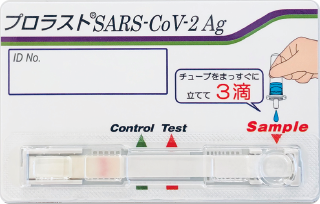 プロラスト®SARS-CoV-2 Ag
ID No.
チューブをまっすぐに
立てて 3滴
Control Test
Sample